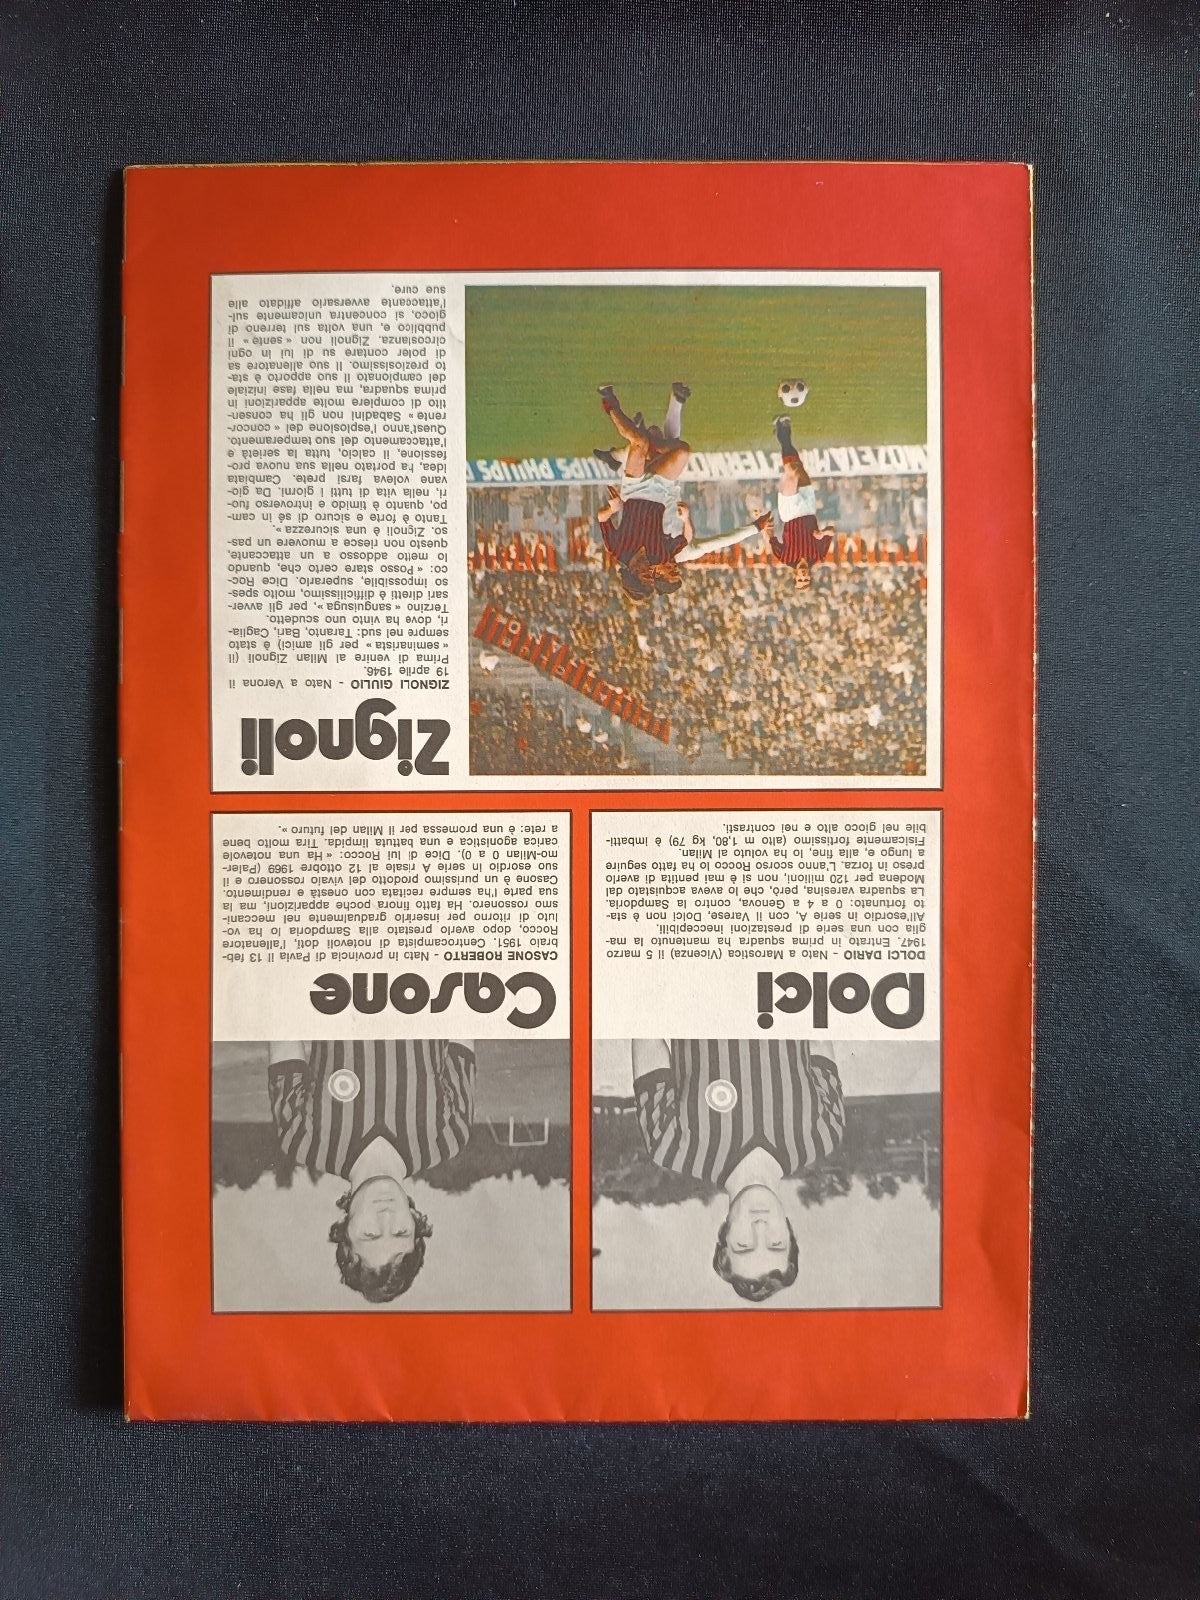 Dolci
DOLCI DARIO - Nato a Marostica (Vicenza) il 5 marzo
1947. Entrato in prima squadra ha mantenuto la ma-
glia con una serie di prestazioni ineccepibili.
All'esordio in serie A, con il Varese, Dolci non è sta-
to fortunato: 0 a 4 a Genova, contro la Sampdoria.
La squadra varesina, però, che lo aveva acquistato dal
Modena per 120 milioni, non si è mai pentita di averlo
preso in forza. L'anno scorso Rocco lo ha fatto seguire
a lungo e, alla fine, lo ha voluto al Milan.
Fisicamente fortissimo (alto m 1,80, kg 79) è imbatti-
bile nel gioco alto e nei contrasti.
Casone
CASONE ROBERTO - Nato in provincia di Pavia il 13 feb-
braio 1951. Centrocampista di notevoli doti, l'allenatore
Rocco, dopo averlo prestato alla Sampdoria lo ha vo-
luto di ritorno per inserirlo gradualmente nel meccani-
smo rossonero. Ha fatto finora poche apparizioni, ma la
sua parte l'ha sempre recitata con onestà e rendimento.
Casone è un purissimo prodotto del vivaio rossonero e il
suo esordio in serie A risale al 12 ottobre 1969 (Paler-
mo-Milan 0 a 0). Dice di lui Rocco: « Ha una notevole
carica agonistica e una battuta limpida. Tira molto bene
a rete: è una promessa per il Milan del futuro ».
Zignoli
ZIGNOLI GIULIO - Nato a Verona il
19 aprile 1946.
Prima di venire al Milan Zignoli (il
« seminarista » per gli amici) è stato
sempre nel sud: Taranto, Bari, Caglia-
ri, dove ha vinto uno scudetto.
Terzino « sanguisuga », per gli avver-
sari diretti è difficilissimo, molto spes-
so impossibile, superarlo. Dice Roc-
co: « Posso stare certo che, quando
lo metto addosso a un attaccante,
questo non riesce a muovere un pas-
so. Zignoli è una sicurezza ».
Tanto è forte e sicuro di sé in cam-
po, quanto è timido e introverso fuo-
ri, nella vita di tutti i giorni. Da gio-
vane voleva farsi prete. Cambiata
idea, ha portato nella sua nuova pro-
fessione, il calcio, tutta la serietà e
l'attaccamento del suo temperamento.
Quest'anno l'esplosione del « concor-
rente » Sabadini non gli ha consen-
tito di compiere molte apparizioni in
prima squadra, ma nella fase iniziale
del campionato il suo apporto è sta-
to preziosissimo. Il suo allenatore sa
di poter contare su di lui in ogni
circostanza. Zignoli non « sente » il
pubblico e, una volta sul terreno di
gioco, si concentra unicamente sul-
l'attaccante avversario affidato alle
sue cure.
PHILIPS PHILIPS